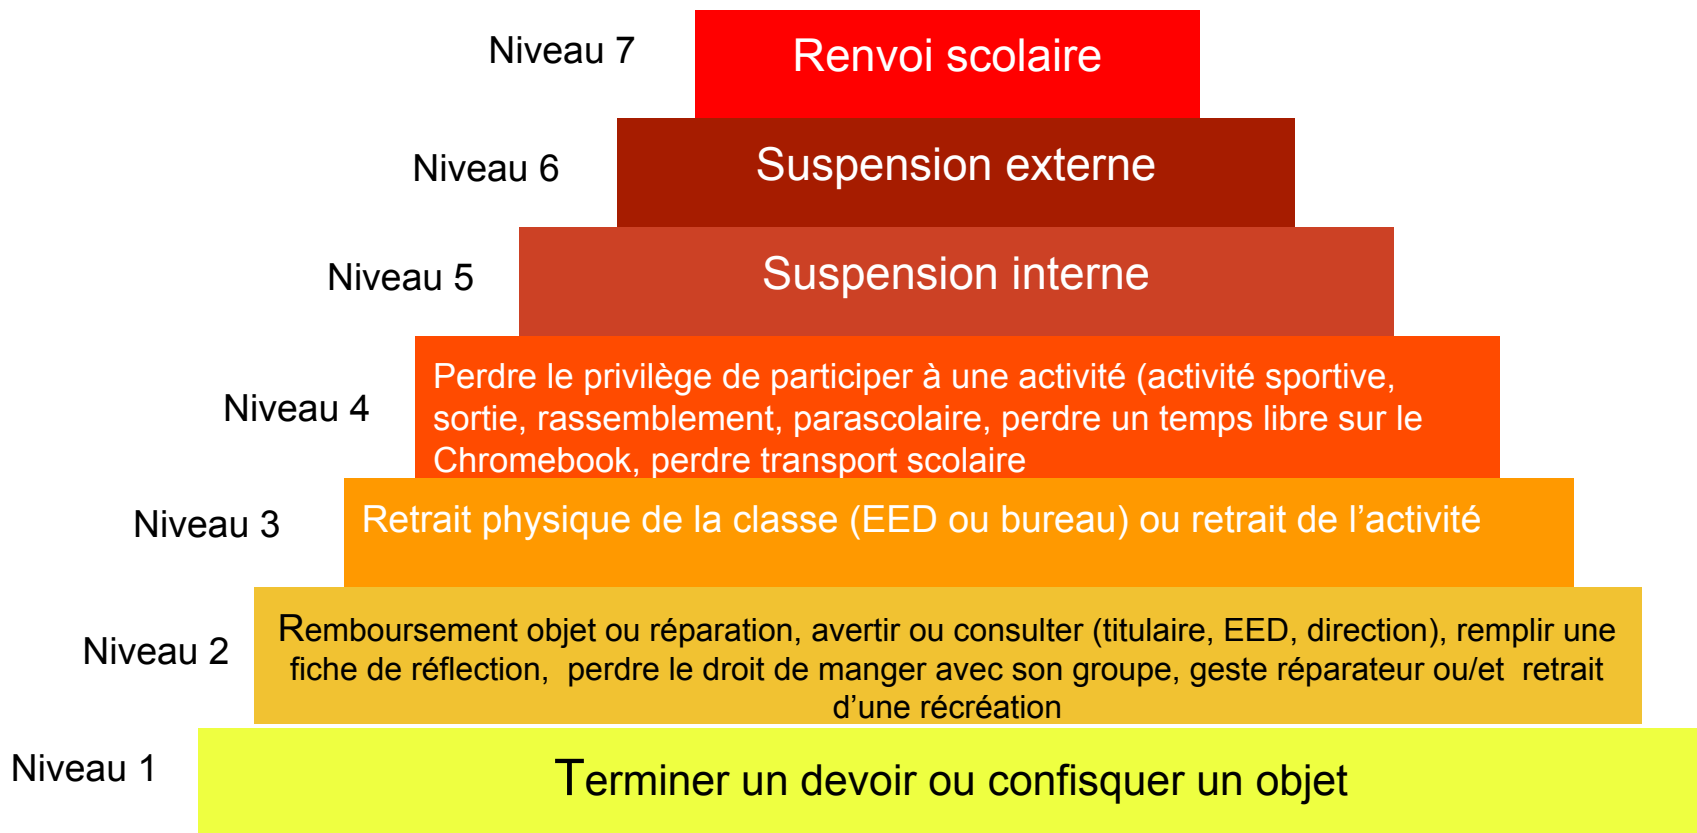 Niveau 7
Renvoi scolaire
Niveau 6
Suspension externe
Niveau 5
Suspension interne
Niveau 4
Perdre le privilège de participer à une activité (activité sportive,
sortie, rassemblement, parascolaire, perdre un temps libre sur le
Chromebook, perdre transport scolaire
Niveau 3
Retrait physique de la classe (EED ou bureau) ou retrait de l’activité
Niveau 2
Remboursement objet ou réparation, avertir ou consulter (titulaire, EED, direction), remplir une
fiche de réflection,  perdre le droit de manger avec son groupe, geste réparateur ou/et  retrait
d’une récréation
Niveau 1
Terminer un devoir ou confisquer un objet